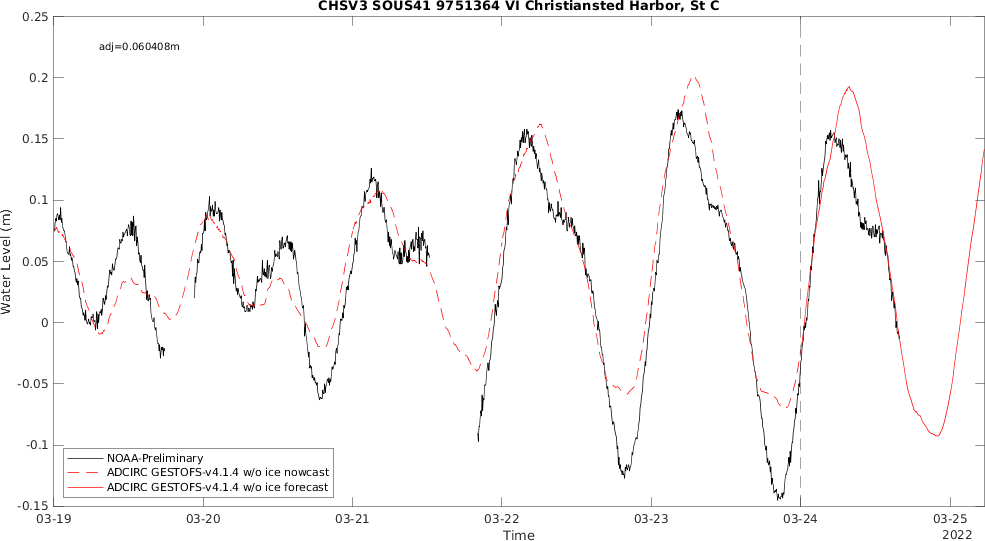 CHSV3 SOUS41 9751364 VI Christiansted Harbor, St C
adj=0.060408m
Water Level (m)
0.25
0.2
0.15
0.1
0.05
0
-0.05
-0.1
-0.15
NOAA-Preliminary
ADCIRC GESTOFS-v4.1.4 w/o ice nowcast
ADCIRC GESTOFS-v4.1.4 w/o ice forecast
03-19 03-20 03-21 03-22 03-23 03-24 03-25
Time
2022